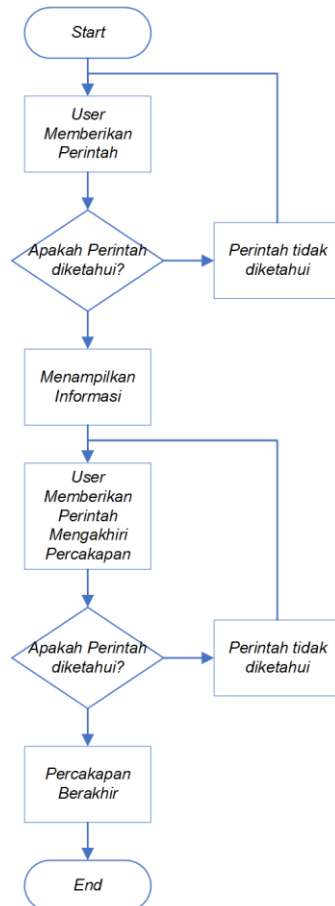 Start
User
Memberikan
Perintah
Apakah Perintah
diketahui?
Perintah tidak
diketahui
Menampilkan
Informasi
User
Memberikan
Perintah
Mengakhiri
Percakapan
Apakah Perintah
diketahui?
Perintah tidak
diketahui
Percakapan
Berakhir
End